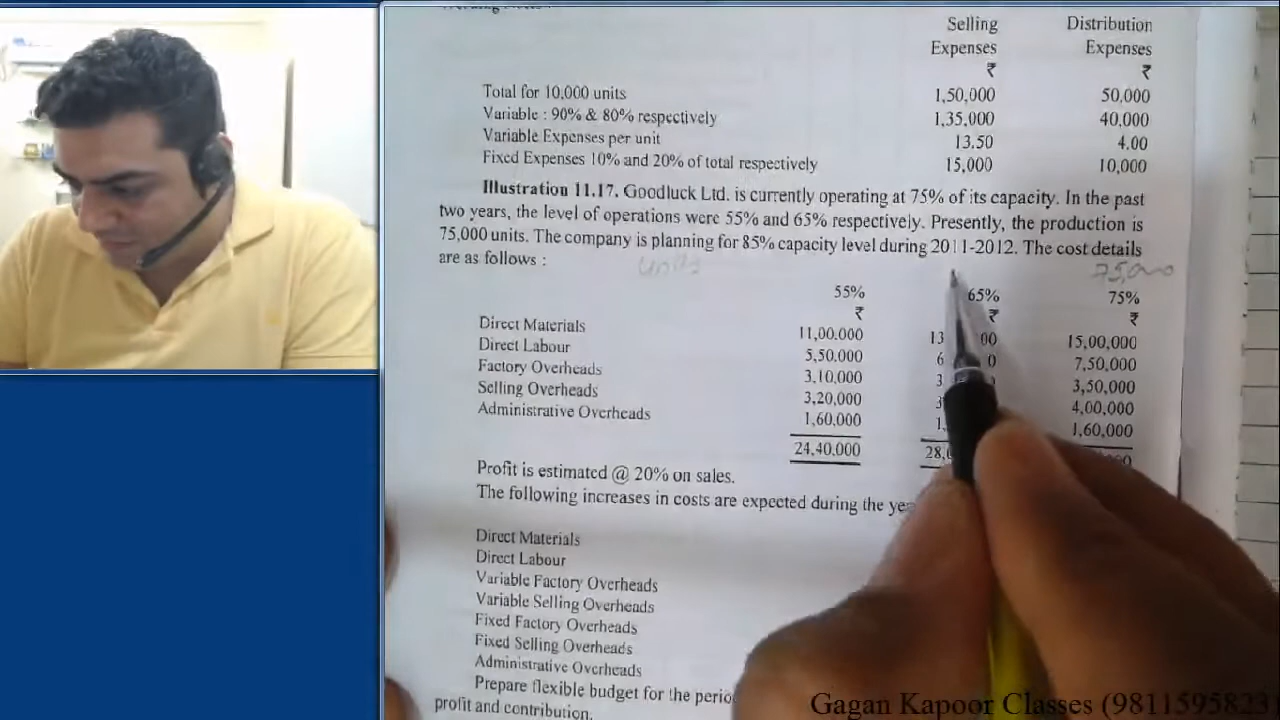 Selling Distribution
Expenses Expenses
₹ ₹
Total for 10,000 units 1,50,000 50,000
Variable : 90% & 80% respectively 1,35,000 40,000
Variable Expenses per unit 13.50 4.00
Fixed Expenses 10% and 20% of total respectively 15,000 10,000
Illustration 11.17. Goodluck Ltd. is currently operating at 75% of its capacity. In the past
two years, the level of operations were 55% and 65% respectively. Presently, the production is
75,000 units. The company is planning for 85% capacity level during 2011-2012. The cost details
are as follows : units 75,000
55% 65% 75%
₹ ₹ ₹
Direct Materials 11,00,000 13 00 15,00,000
Direct Labour 5,50,000 6 0 7,50,000
Factory Overheads 3,10,000 3 3,50,000
Selling Overheads 3,20,000 3 4,00,000
Administrative Overheads 1,60,000 1, 1,60,000
24,40,000 28,
Profit is estimated @ 20% on sales.
The following increases in costs are expected during the
Direct Materials
Direct Labour
Variable Factory Overheads
Variable Selling Overheads
Fixed Factory Overheads
Fixed Selling Overheads
Administrative Overheads
Prepare flexible budget for the
profit and contribution.
Gagan Kapoor Classes (9811595823)